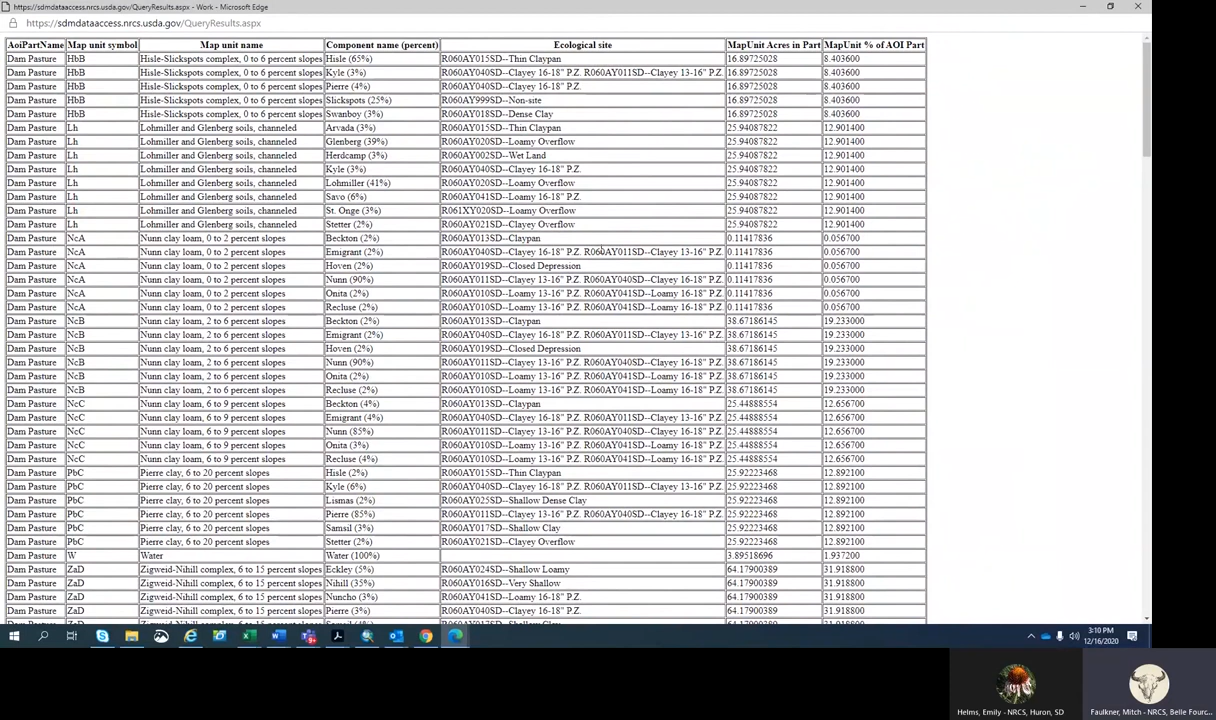 https://sdmdataaccess.nrcs.usda.gov/QueryResults.aspx - Work - Microsoft Edge
https://sdmdataaccess.nrcs.usda.gov/QueryResults.aspx
AoiPartName Map unit symbol Map unit name Component name (percent) Ecological site MapUnit Acres in Part MapUnit % of AOI Part
Dam Pasture HbB Hisle-Slickspots complex, 0 to 6 percent slopes Hisle (65%) R060AY015SD--Thin Claypan 16.89725028 8.403600
Dam Pasture HbB Hisle-Slickspots complex, 0 to 6 percent slopes Kyle (3%) R060AY040SD--Clayey 16-18" P.Z. R060AY011SD--Clayey 13-16" P.Z. 16.89725028 8.403600
Dam Pasture HbB Hisle-Slickspots complex, 0 to 6 percent slopes Pierre (4%) R060AY040SD--Clayey 16-18" P.Z. 16.89725028 8.403600
Dam Pasture HbB Hisle-Slickspots complex, 0 to 6 percent slopes Slickspots (25%) R060AY999SD--Non-site 16.89725028 8.403600
Dam Pasture HbB Hisle-Slickspots complex, 0 to 6 percent slopes Swanboy (3%) R060AY018SD--Dense Clay 16.89725028 8.403600
Dam Pasture Lh Lohmiller and Glenberg soils, channeled Arvada (3%) R060AY015SD--Thin Claypan 25.94087822 12.901400
Dam Pasture Lh Lohmiller and Glenberg soils, channeled Glenberg (39%) R060AY020SD--Loamy Overflow 25.94087822 12.901400
Dam Pasture Lh Lohmiller and Glenberg soils, channeled Herdcamp (3%) R060AY002SD--Wet Land 25.94087822 12.901400
Dam Pasture Lh Lohmiller and Glenberg soils, channeled Kyle (3%) R060AY040SD--Clayey 16-18" P.Z. 25.94087822 12.901400
Dam Pasture Lh Lohmiller and Glenberg soils, channeled Lohmiller (41%) R060AY020SD--Loamy Overflow 25.94087822 12.901400
Dam Pasture Lh Lohmiller and Glenberg soils, channeled Savo (6%) R060AY041SD--Loamy 16-18" P.Z. 25.94087822 12.901400
Dam Pasture Lh Lohmiller and Glenberg soils, channeled St. Onge (3%) R061XY020SD--Loamy Overflow 25.94087822 12.901400
Dam Pasture Lh Lohmiller and Glenberg soils, channeled Stetter (2%) R060AY021SD--Clayey Overflow 25.94087822 12.901400
Dam Pasture NcA Nunn clay loam, 0 to 2 percent slopes Beckton (2%) R060AY013SD--Claypan 0.11417836 0.056700
Dam Pasture NcA Nunn clay loam, 0 to 2 percent slopes Emigrant (2%) R060AY040SD--Clayey 16-18" P.Z. R060AY011SD--Clayey 13-16" P.Z. 0.11417836 0.056700
Dam Pasture NcA Nunn clay loam, 0 to 2 percent slopes Hoven (2%) R060AY019SD--Closed Depression 0.11417836 0.056700
Dam Pasture NcA Nunn clay loam, 0 to 2 percent slopes Nunn (90%) R060AY011SD--Clayey 13-16" P.Z. R060AY040SD--Clayey 16-18" P.Z. 0.11417836 0.056700
Dam Pasture NcA Nunn clay loam, 0 to 2 percent slopes Onita (2%) R060AY010SD--Loamy 13-16" P.Z. R060AY041SD--Loamy 16-18" P.Z. 0.11417836 0.056700
Dam Pasture NcA Nunn clay loam, 0 to 2 percent slopes Recluse (2%) R060AY010SD--Loamy 13-16" P.Z. R060AY041SD--Loamy 16-18" P.Z. 0.11417836 0.056700
Dam Pasture NcB Nunn clay loam, 2 to 6 percent slopes Beckton (2%) R060AY013SD--Claypan 38.67186145 19.233000
Dam Pasture NcB Nunn clay loam, 2 to 6 percent slopes Emigrant (2%) R060AY040SD--Clayey 16-18" P.Z. R060AY011SD--Clayey 13-16" P.Z. 38.67186145 19.233000
Dam Pasture NcB Nunn clay loam, 2 to 6 percent slopes Hoven (2%) R060AY019SD--Closed Depression 38.67186145 19.233000
Dam Pasture NcB Nunn clay loam, 2 to 6 percent slopes Nunn (90%) R060AY011SD--Clayey 13-16" P.Z. R060AY040SD--Clayey 16-18" P.Z. 38.67186145 19.233000
Dam Pasture NcB Nunn clay loam, 2 to 6 percent slopes Onita (2%) R060AY010SD--Loamy 13-16" P.Z. R060AY041SD--Loamy 16-18" P.Z. 38.67186145 19.233000
Dam Pasture NcB Nunn clay loam, 2 to 6 percent slopes Recluse (2%) R060AY010SD--Loamy 13-16" P.Z. R060AY041SD--Loamy 16-18" P.Z. 38.67186145 19.233000
Dam Pasture NcC Nunn clay loam, 6 to 9 percent slopes Beckton (4%) R060AY013SD--Claypan 25.44888554 12.656700
Dam Pasture NcC Nunn clay loam, 6 to 9 percent slopes Emigrant (4%) R060AY040SD--Clayey 16-18" P.Z. R060AY011SD--Clayey 13-16" P.Z. 25.44888554 12.656700
Dam Pasture NcC Nunn clay loam, 6 to 9 percent slopes Nunn (85%) R060AY011SD--Clayey 13-16" P.Z. R060AY040SD--Clayey 16-18" P.Z. 25.44888554 12.656700
Dam Pasture NcC Nunn clay loam, 6 to 9 percent slopes Onita (3%) R060AY010SD--Loamy 13-16" P.Z. R060AY041SD--Loamy 16-18" P.Z. 25.44888554 12.656700
Dam Pasture NcC Nunn clay loam, 6 to 9 percent slopes Recluse (4%) R060AY010SD--Loamy 13-16" P.Z. R060AY041SD--Loamy 16-18" P.Z. 25.44888554 12.656700
Dam Pasture PbC Pierre clay, 6 to 20 percent slopes Hisle (2%) R060AY015SD--Thin Claypan 25.92223468 12.892100
Dam Pasture PbC Pierre clay, 6 to 20 percent slopes Kyle (6%) R060AY040SD--Clayey 16-18" P.Z. R060AY011SD--Clayey 13-16" P.Z. 25.92223468 12.892100
Dam Pasture PbC Pierre clay, 6 to 20 percent slopes Lismas (2%) R060AY025SD--Shallow Dense Clay 25.92223468 12.892100
Dam Pasture PbC Pierre clay, 6 to 20 percent slopes Pierre (85%) R060AY011SD--Clayey 13-16" P.Z. R060AY040SD--Clayey 16-18" P.Z. 25.92223468 12.892100
Dam Pasture PbC Pierre clay, 6 to 20 percent slopes Samsil (3%) R060AY017SD--Shallow Clay 25.92223468 12.892100
Dam Pasture PbC Pierre clay, 6 to 20 percent slopes Stetter (2%) R060AY021SD--Clayey Overflow 25.92223468 12.892100
Dam Pasture W Water Water (100%) 3.89518696 1.937200
Dam Pasture ZaD Zigweid-Nihill complex, 6 to 15 percent slopes Eckley (5%) R060AY024SD--Shallow Loamy 64.17900389 31.918800
Dam Pasture ZaD Zigweid-Nihill complex, 6 to 15 percent slopes Nihill (35%) R060AY016SD--Very Shallow 64.17900389 31.918800
Dam Pasture ZaD Zigweid-Nihill complex, 6 to 15 percent slopes Nuncho (3%) R060AY041SD--Loamy 16-18" P.Z. 64.17900389 31.918800
Dam Pasture ZaD Zigweid-Nihill complex, 6 to 15 percent slopes Pierre (3%) R060AY040SD--Clayey 16-18" P.Z. 64.17900389 31.918800
3:10 PM
12/16/2020
Helms, Emily - NRCS, Huron, SD
Faulkner, Mitch - NRCS, Belle Fourc...